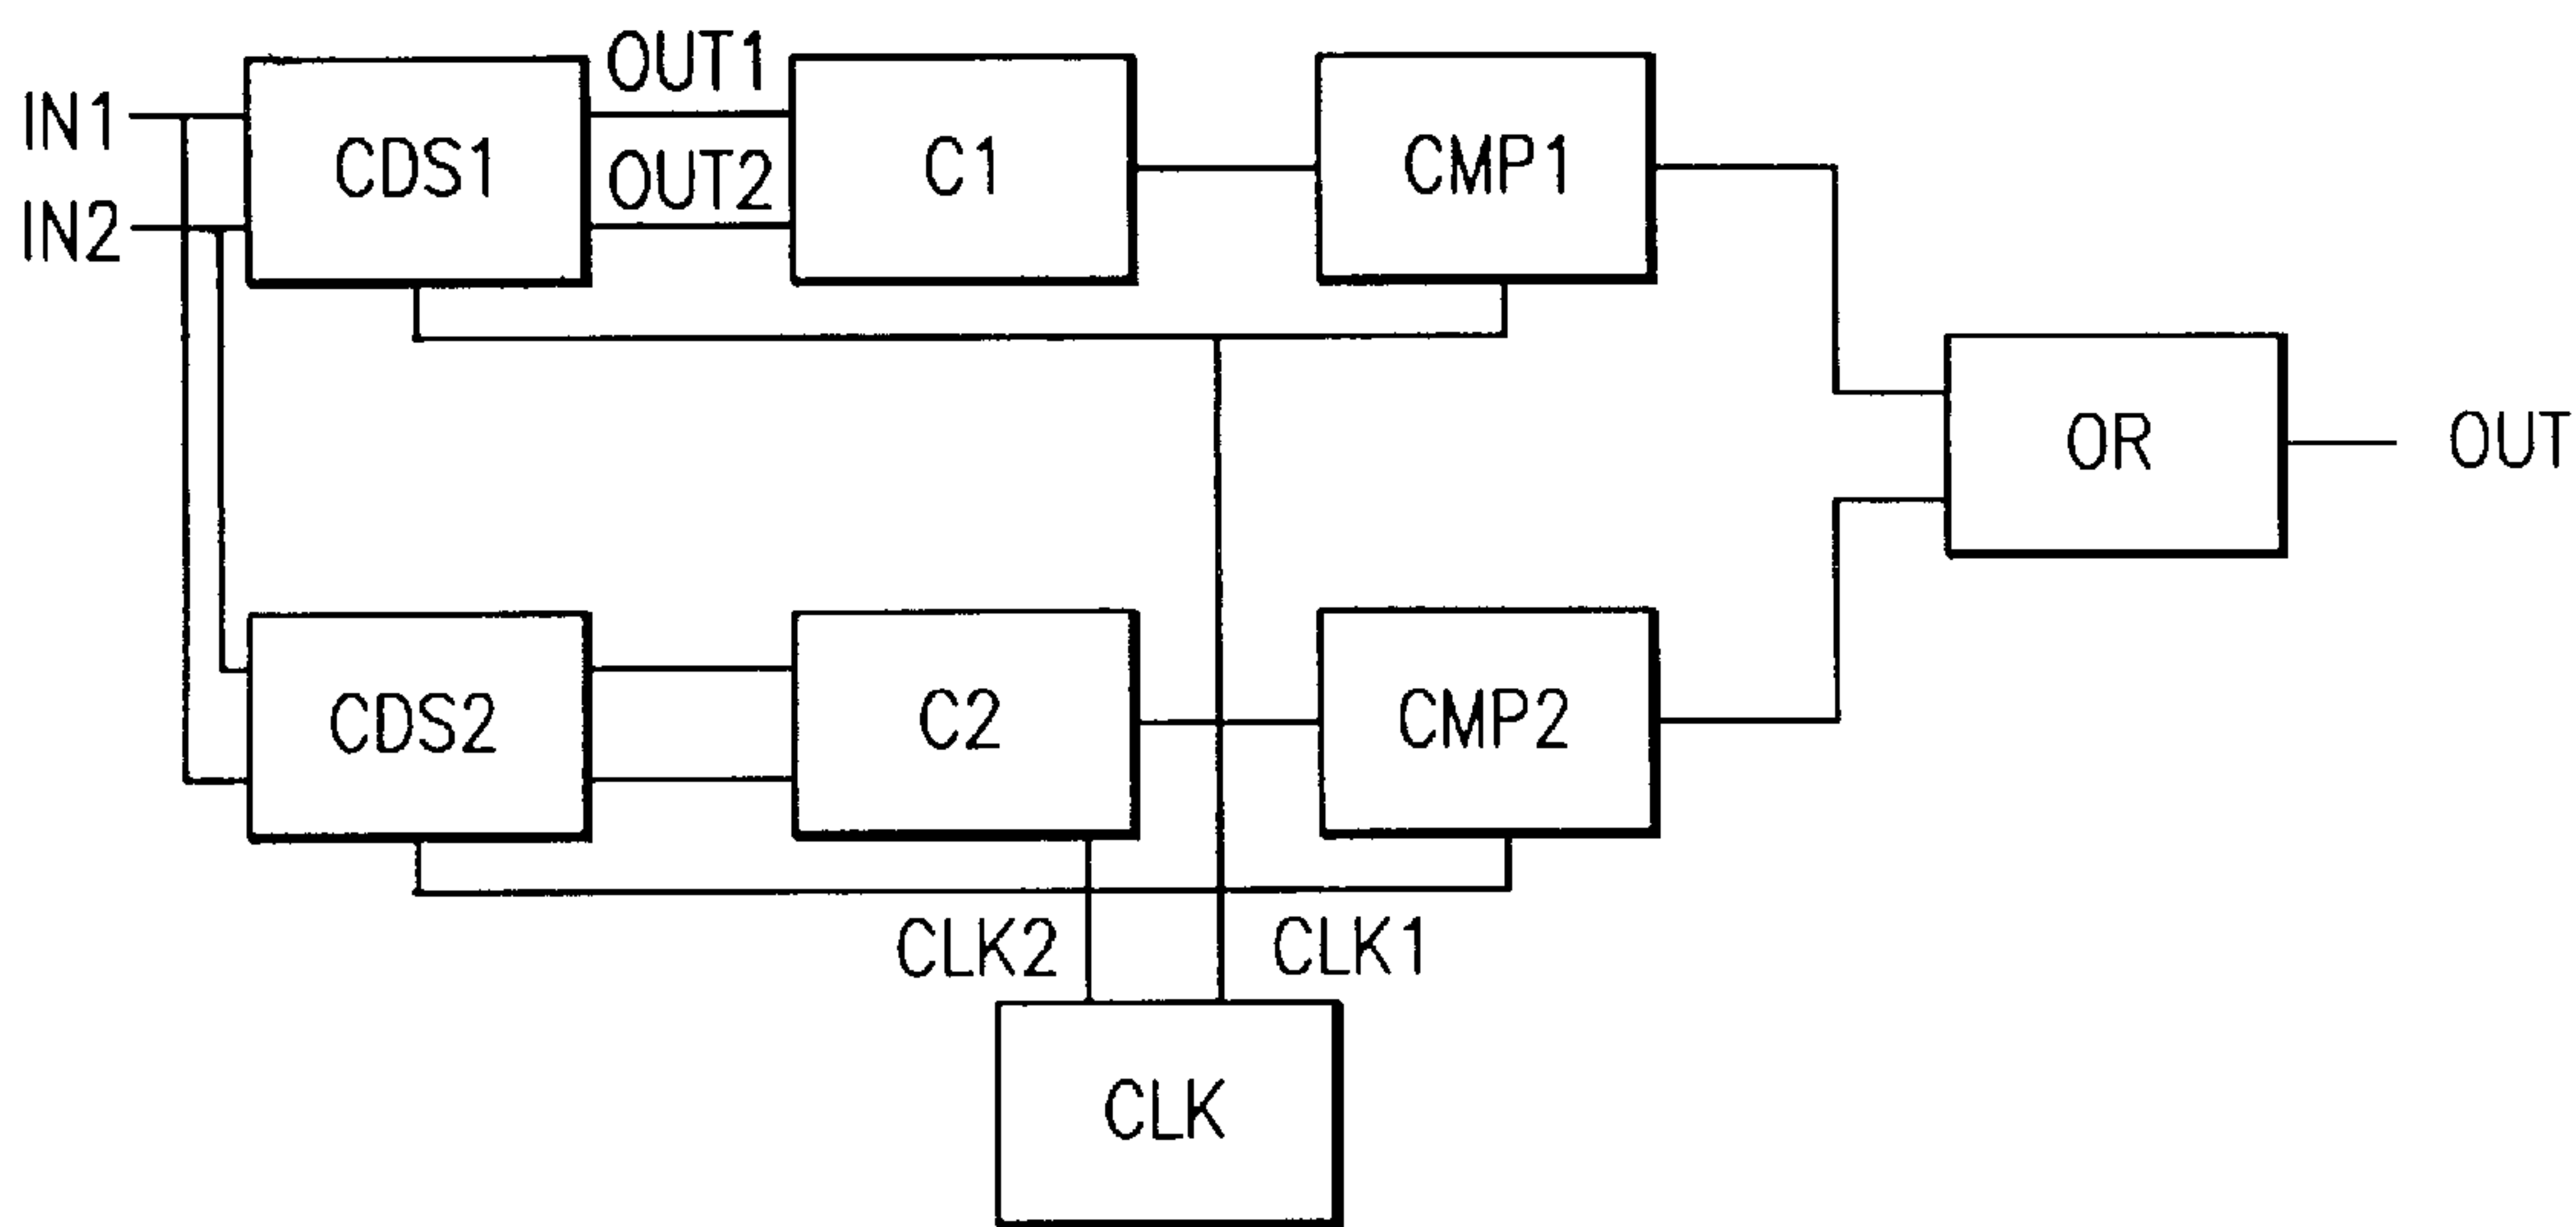 IN1
IN2
CDS1
OUT1
OUT2
C1
CMP1
OR
OUT
CDS2
C2
CMP2
CLK2
CLK1
CLK